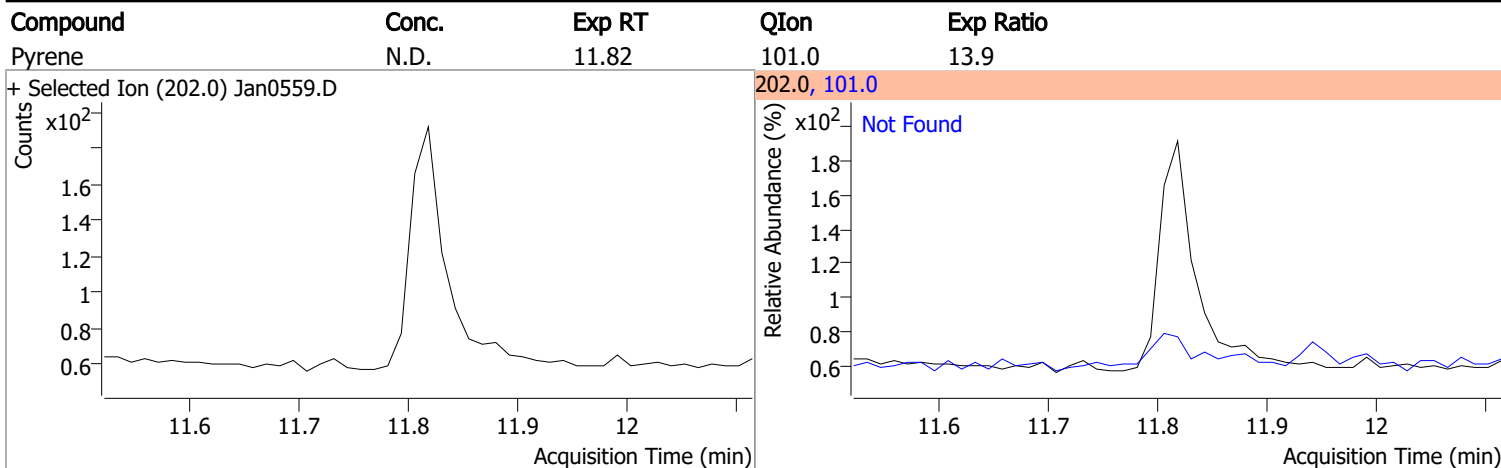 Compound Conc. Exp RT QIon Exp Ratio
Pyrene N.D. 11.82 101.0 13.9
+ Selected Ion (202.0) Jan0559.D
Counts
x10²
1.6
1.4
1.2
1
0.8
0.6
11.6 11.7 11.8 11.9 12
Acquisition Time (min)
202.0, 101.0
Relative Abundance (%)
x10²
Not Found
1.8
1.6
1.4
1.2
1
0.8
0.6
11.6 11.7 11.8 11.9 12
Acquisition Time (min)